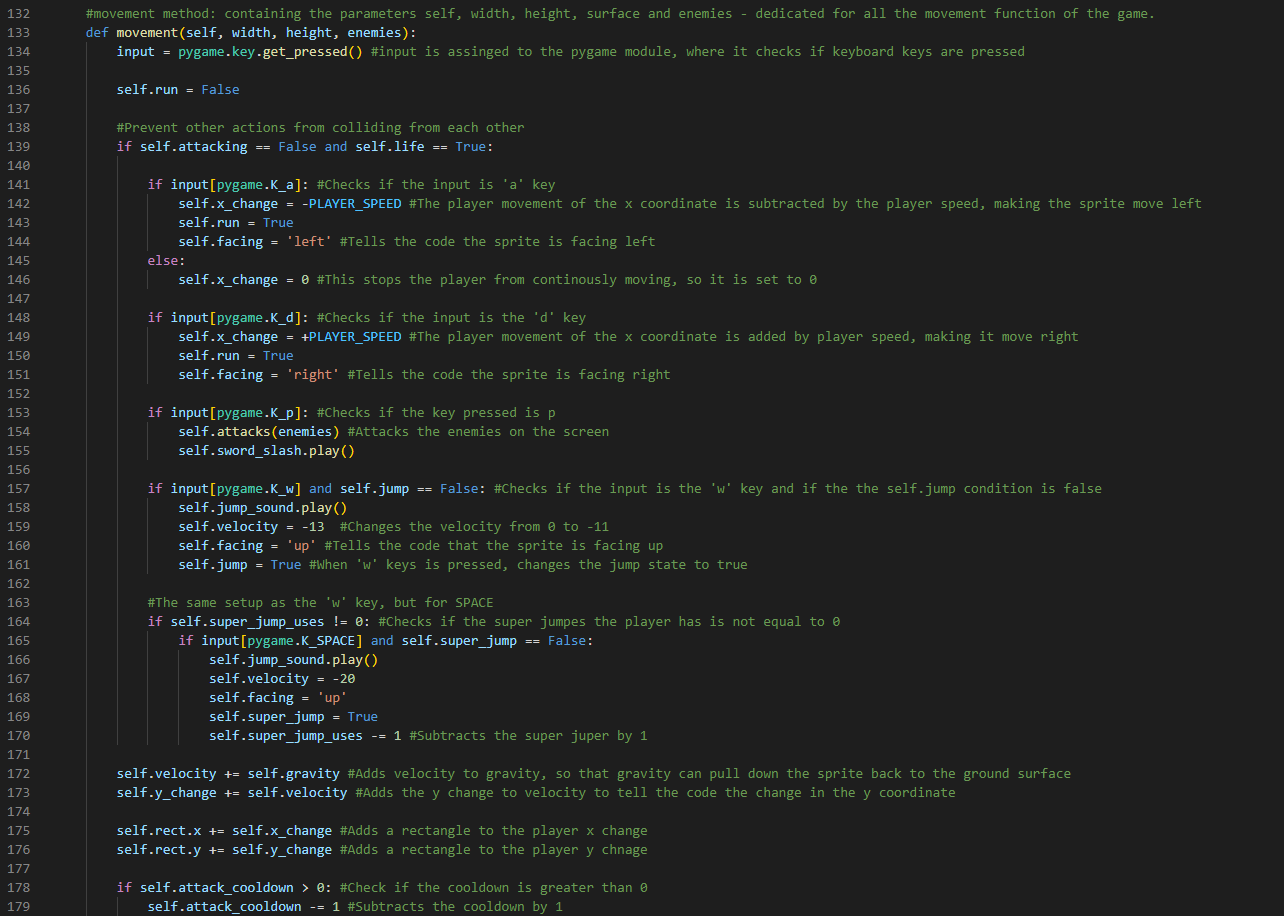 132 #movement method: containing the parameters self, width, height, surface and enemies - dedicated for all the movement function of the game.
133 def movement(self, width, height, enemies):
134 input = pygame.key.get_pressed() #input is assinged to the pygame module, where it checks if keyboard keys are pressed
135
136 self.run = False
137
138 #Prevent other actions from colliding from each other
139 if self.attacking == False and self.life == True:
140
141 if input[pygame.K_a]: #Checks if the input is 'a' key
142 self.x_change = -PLAYER_SPEED #The player movement of the x coordinate is subtracted by the player speed, making the sprite move left
143 self.run = True
144 self.facing = 'left' #Tells the code the sprite is facing left
145 else:
146 self.x_change = 0 #This stops the player from continously moving, so it is set to 0
147
148 if input[pygame.K_d]: #Checks if the input is the 'd' key
149 self.x_change = +PLAYER_SPEED #The player movement of the x coordinate is added by player speed, making it move right
150 self.run = True
151 self.facing = 'right' #Tells the code the sprite is facing right
152
153 if input[pygame.K_p]: #Checks if the key pressed is p
154 self.attacks(enemies) #Attacks the enemies on the screen
155 self.sword_slash.play()
156
157 if input[pygame.K_w] and self.jump == False: #Checks if the input is the 'w' key and if the the self.jump condition is false
158 self.jump_sound.play()
159 self.velocity = -13 #Changes the velocity from 0 to -11
160 self.facing = 'up' #Tells the code that the sprite is facing up
161 self.jump = True #When 'w' keys is pressed, changes the jump state to true
162
163 #The same setup as the 'w' key, but for SPACE
164 if self.super_jump_uses != 0: #Checks if the super jumpes the player has is not equal to 0
165 if input[pygame.K_SPACE] and self.super_jump == False:
166 self.jump_sound.play()
167 self.velocity = -20
168 self.facing = 'up'
169 self.super_jump = True
170 self.super_jump_uses -= 1 #Subtracts the super juper by 1
171
172 self.velocity += self.gravity #Adds velocity to gravity, so that gravity can pull down the sprite back to the ground surface
173 self.y_change += self.velocity #Adds the y change to velocity to tell the code the change in the y coordinate
174
175 self.rect.x += self.x_change #Adds a rectangle to the player x change
176 self.rect.y += self.y_change #Adds a rectangle to the player y chnage
177
178 if self.attack_cooldown > 0: #Check if the cooldown is greater than 0
179 self.attack_cooldown -= 1 #Subtracts the cooldown by 1